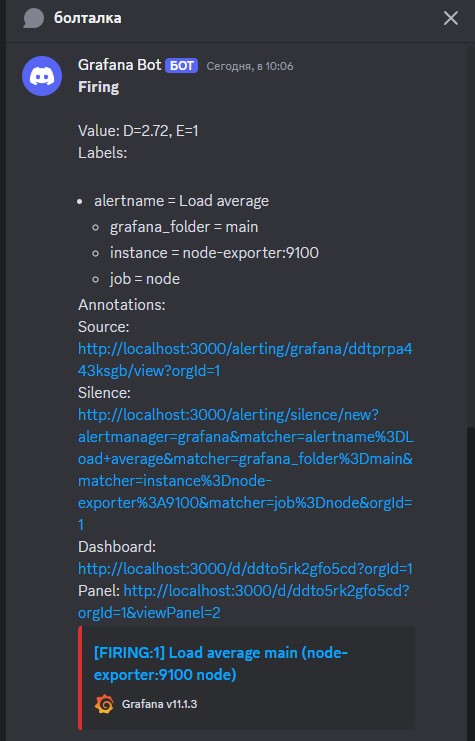 болталка
Grafana Bot БОТ Сегодня, в 10:06
Firing
Value: D=2.72, E=1
Labels:
• alertname = Load average
◦ grafana_folder = main
◦ instance = node-exporter:9100
◦ job = node
Annotations:
Source:
http://localhost:3000/alerting/grafana/ddtprpa4
43ksgb/view?orgId=1
Silence:
http://localhost:3000/alerting/silence/new?
alertmanager=grafana&matcher=alertname%3DL
oad+average&matcher=grafana_folder%3Dmain&
matcher=instance%3Dnode-
exporter%3A9100&matcher=job%3Dnode&orgId=
1
Dashboard:
http://localhost:3000/d/ddto5rk2gfo5cd?orgId=1
Panel: http://localhost:3000/d/ddto5rk2gfo5cd?
orgId=1&viewPanel=2
[FIRING:1] Load average main (node-
exporter:9100 node)
Grafana v11.1.3